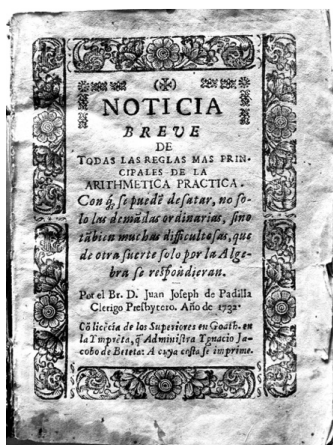 (✠)
NOTICIA
BREVE
DE
TODAS LAS REGLAS MAS PRIN-
CIPALES DE LA
ARITHMETICA PRACTICA.
Con q̃, se puedẽ desatar, no so-
lo las demãdas ordinarias, sino
tãbien muchas difficultosas, que
de otra suerte solo por la Alge-
bra se respondieran.
Por el Br. D. Juan Joseph de Padilla
Clerigo Presbytero. Año de 1732.
Cõ licẽcia de los Superiores en Goath. en
la Imprẽta, q̃ Administra Ygnacio Ja-
cobo de Beteta: A cuya costa se imprime.